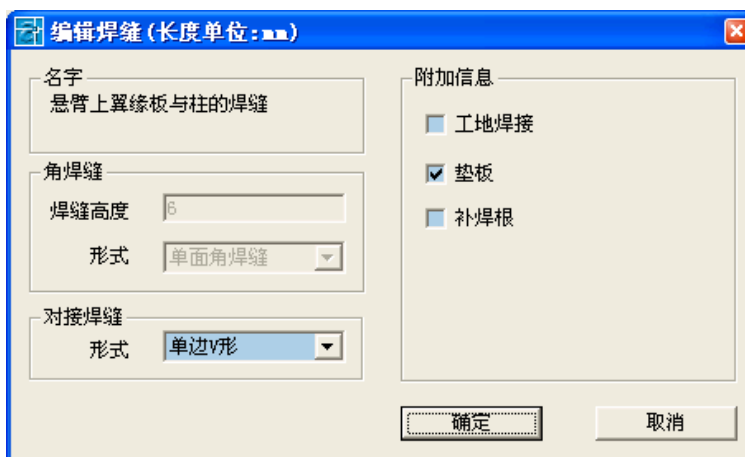 编辑焊缝(长度单位:mm)
名字
悬臂上翼缘板与柱的焊缝
角焊缝
焊缝高度 6
形式 单面角焊缝
对接焊缝
形式 单边V形
附加信息
工地焊接
垫板
补焊根
确定 取消